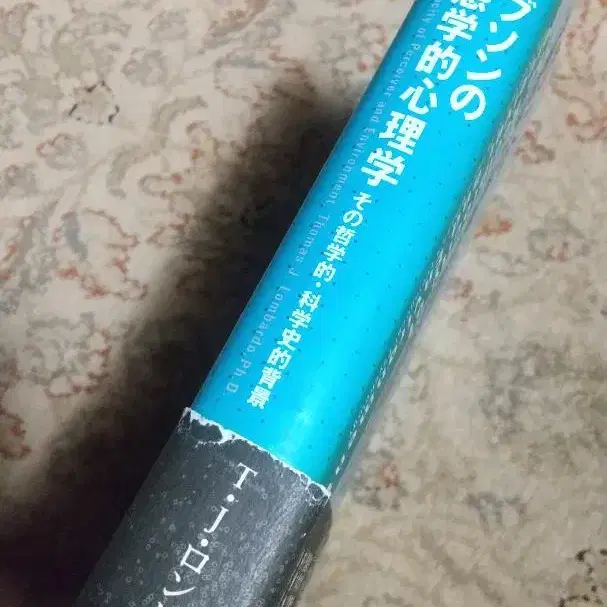 ブソンの
態学的心理学
その哲学的・科学史的背景
of Perceiver and Environment, Thomas J. Lombardo, Ph.D.
T・J・ロン